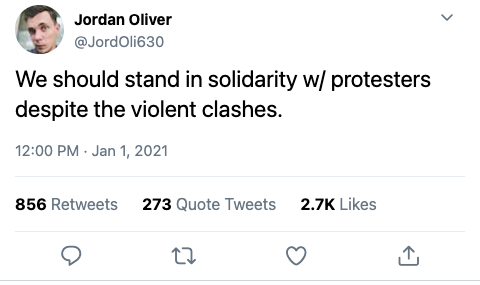 Jordan Oliver
@JordOli630
We should stand in solidarity w/ protesters
despite the violent clashes.
12:00 PM · Jan 1, 2021
856 Retweets 273 Quote Tweets 2.7K Likes